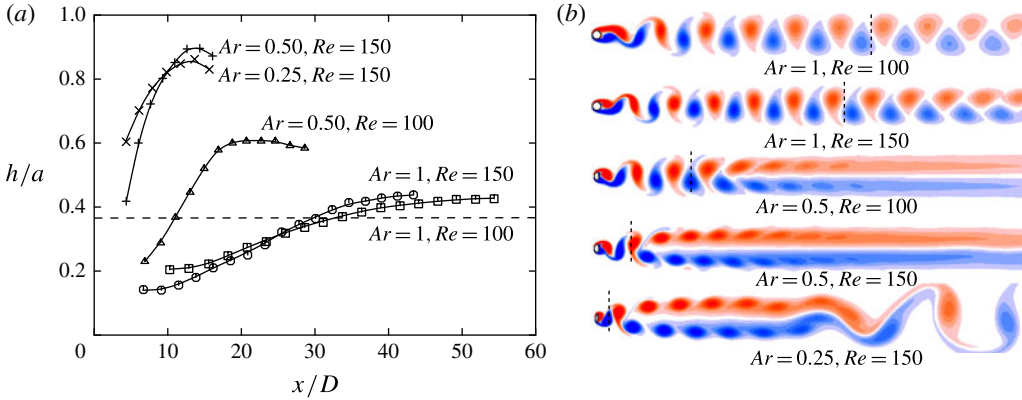 (a)
1.0
0.8
0.6
0.4
0.2
h/a
Ar = 0.50, Re = 150
Ar = 0.25, Re = 150
Ar = 0.50, Re = 100
Ar = 1, Re = 150
Ar = 1, Re = 100
0 10 20 30 40 50 60
x/D
(b)
Ar = 1, Re = 100
Ar = 1, Re = 150
Ar = 0.5, Re = 100
Ar = 0.5, Re = 150
Ar = 0.25, Re = 150